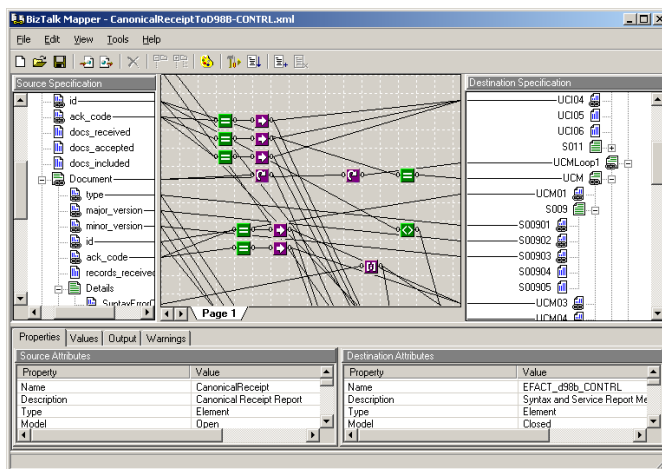 BizTalk Mapper - CanonicalReceiptToD98B-CONTRL.xml
File Edit View Tools Help
Source Specification
id
ack_code
docs_received
docs_accepted
docs_included
Document
type
major_version
minor_version
id
ack_code
records_received
Details
Page 1
Destination Specification
UCI04
UCI05
UCI06
S011
UCMLoop1
UCM
UCM01
S009
S00901
S00902
S00903
S00904
S00905
UCM03
UCM04
Properties Values Output Warnings
Source Attributes
Property Value
Name CanonicalReceipt
Description Canonical Receipt Report
Type Element
Model Open
Destination Attributes
Property Value
Name EFACT_d98b_CONTRL
Description Syntax and Service Report Me
Type Element
Model Closed